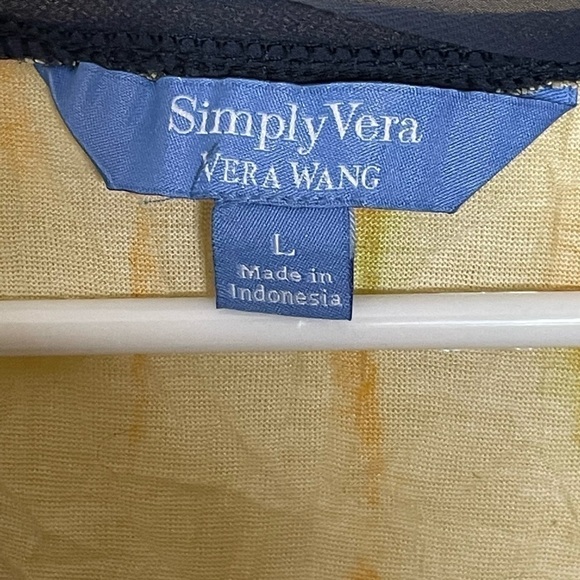 Simply Vera
VERA WANG
L
Made in
Indonesia